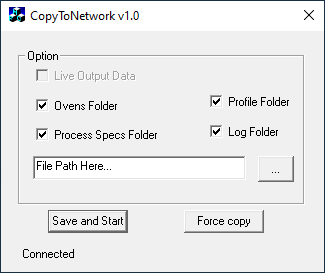 CopyToNetwork v1.0
Option
Live Output Data
Ovens Folder
Profile Folder
Process Specs Folder
Log Folder
File Path Here...
...
Save and Start
Force copy
Connected